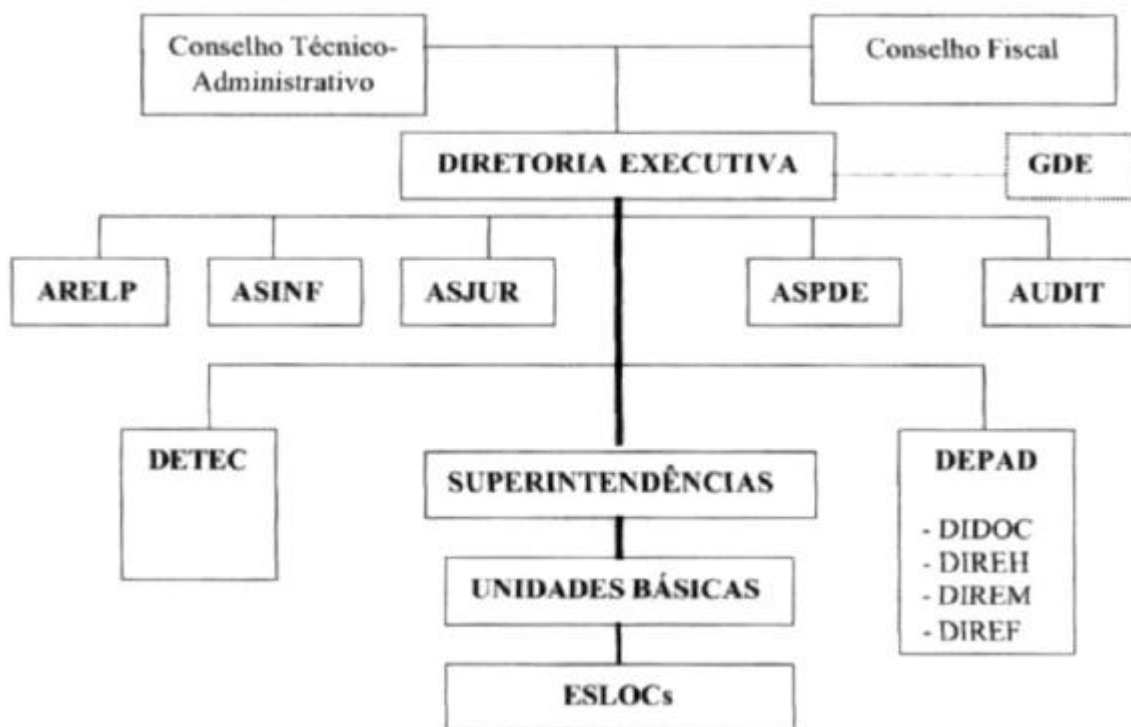 Conselho Técnico-
Administrativo
Conselho Fiscal
DIRETORIA EXECUTIVA
GDE
ARELP
ASINF
ASJUR
ASPDE
AUDIT
DETEC
SUPERINTENDÊNCIAS
UNIDADES BÁSICAS
ESLOCs
DEPAD
- DIDOC
- DIREH
- DIREM
- DIREF